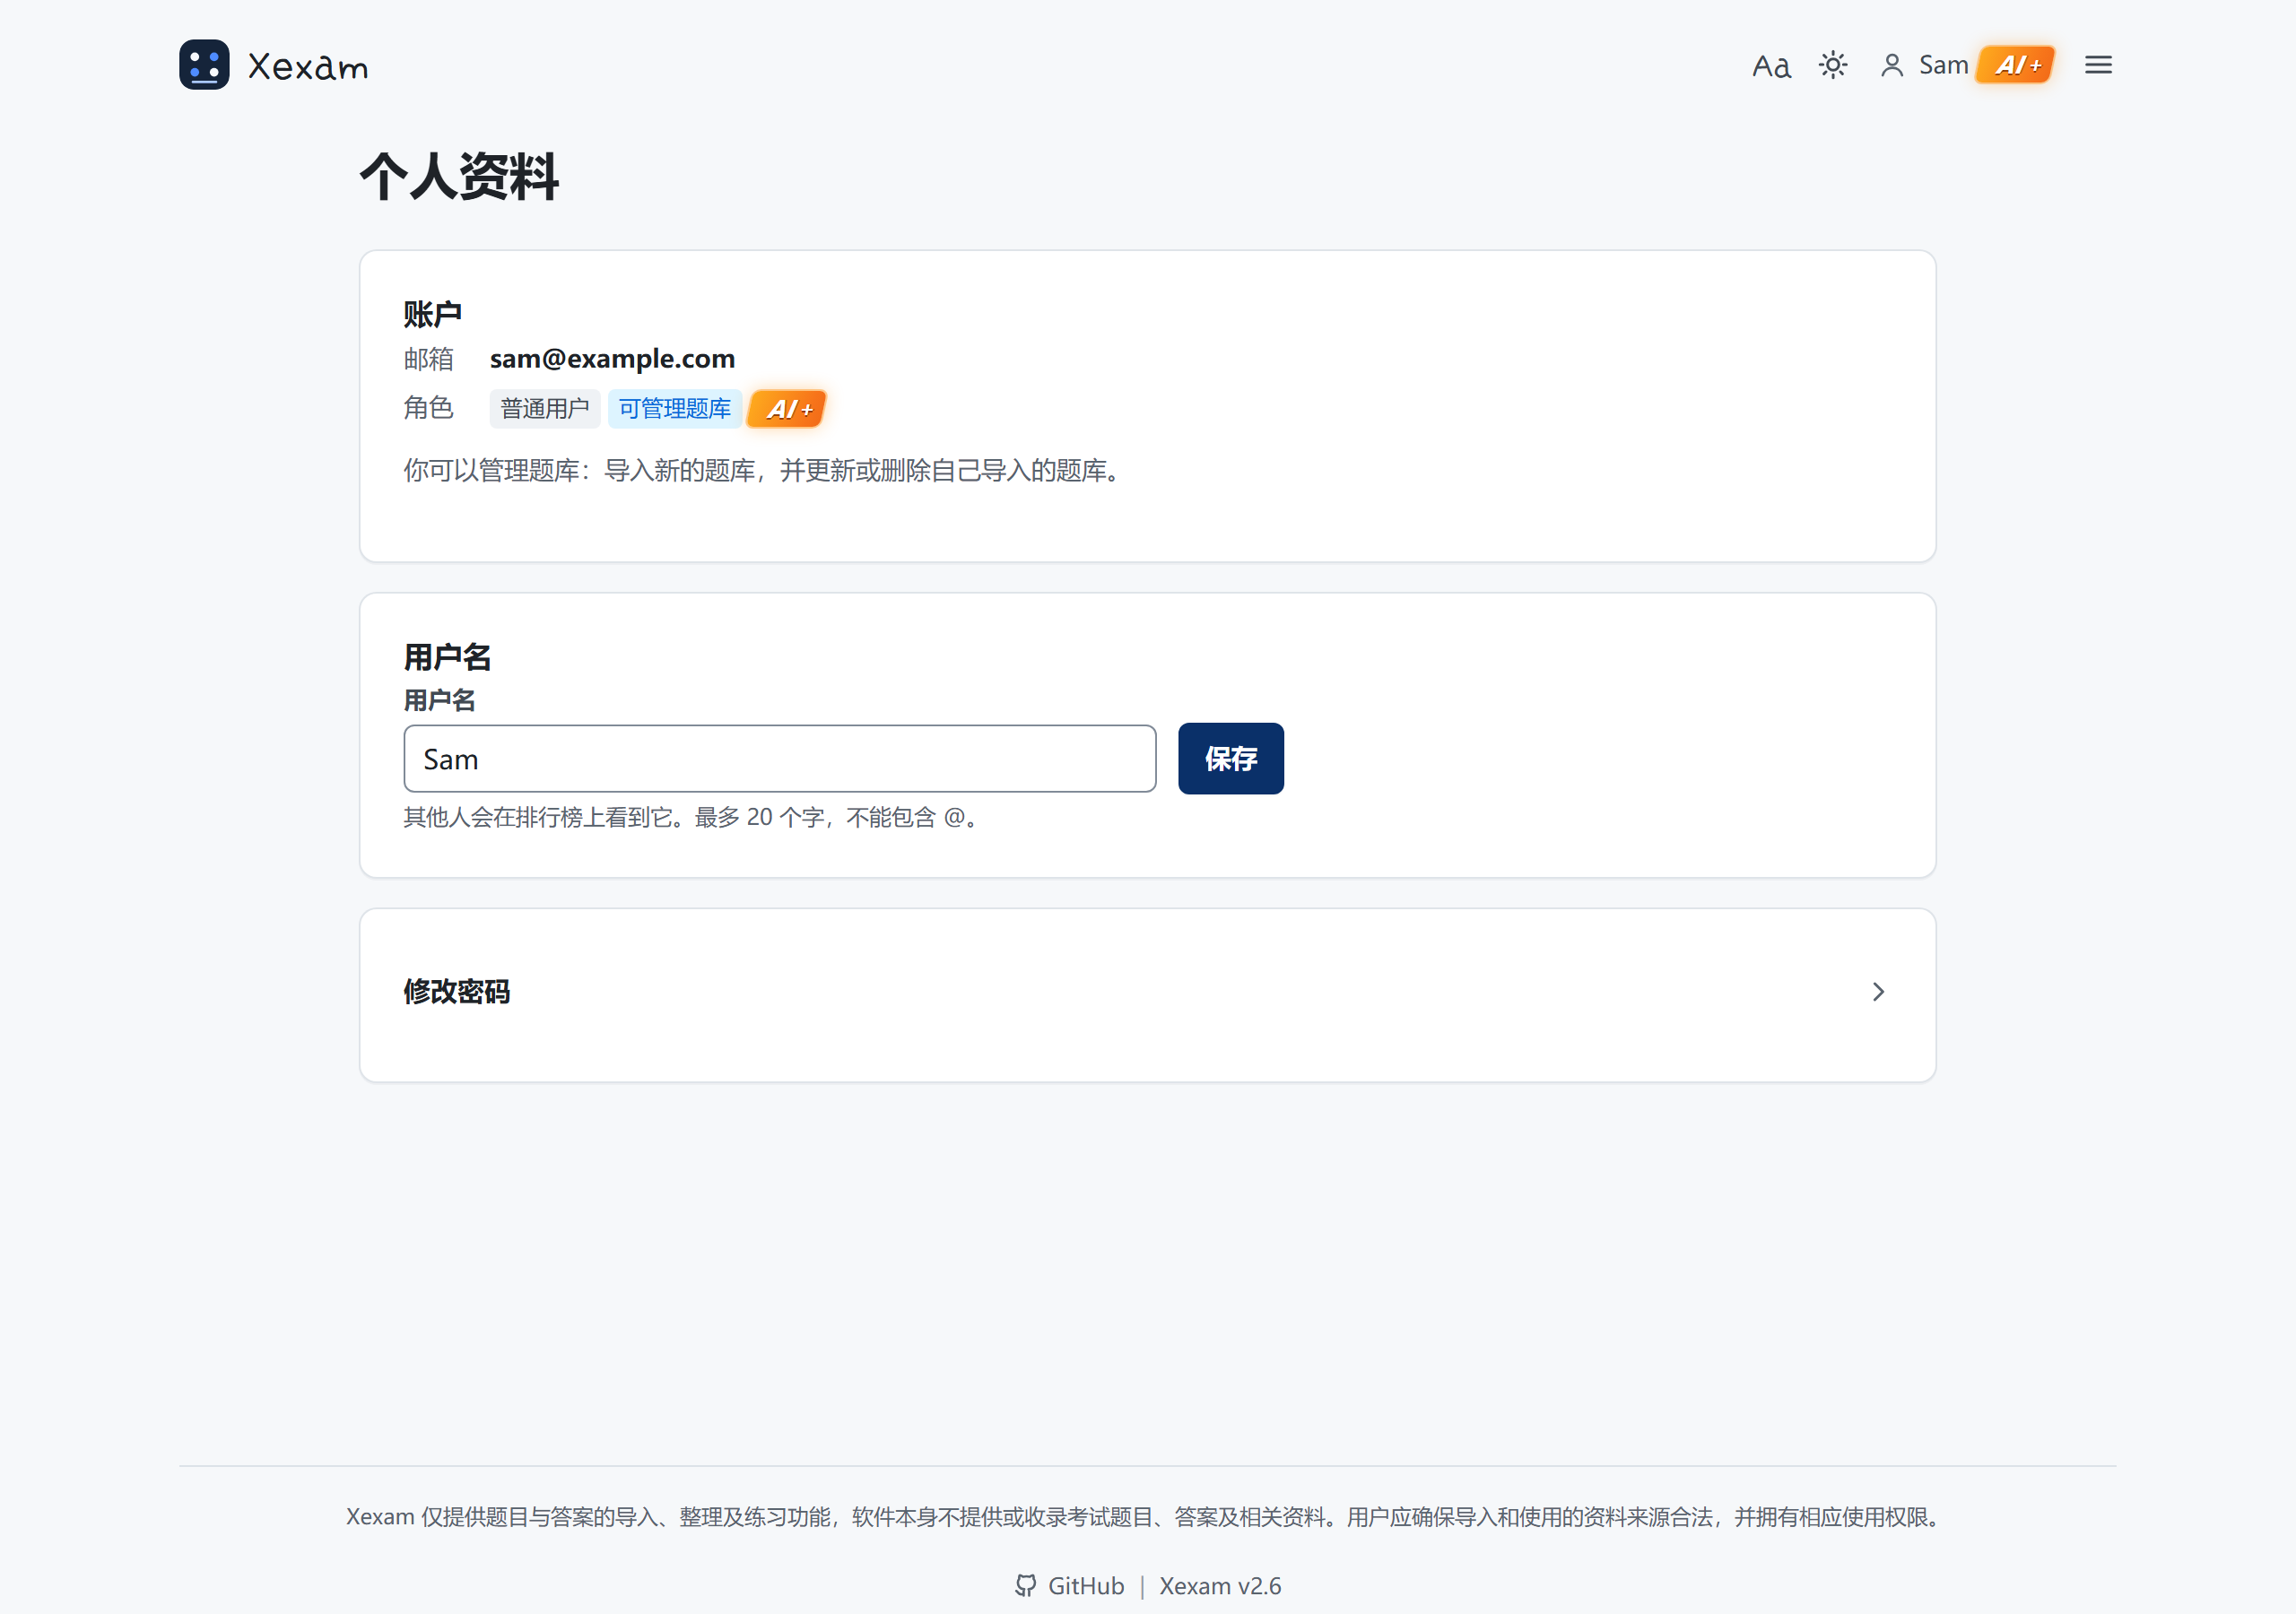 Xexam
Aa Sam AI+
个人资料
账户
邮箱 sam@example.com
角色 普通用户 可管理题库 AI+
你可以管理题库：导入新的题库，并更新或删除自己导入的题库。
用户名
用户名
Sam 保存
其他人会在排行榜上看到它。最多 20 个字，不能包含 @。
修改密码
Xexam 仅提供题目与答案的导入、整理及练习功能，软件本身不提供或收录考试题目、答案及相关资料。用户应确保导入和使用的资料来源合法，并拥有相应使用权限。
GitHub | Xexam v2.6